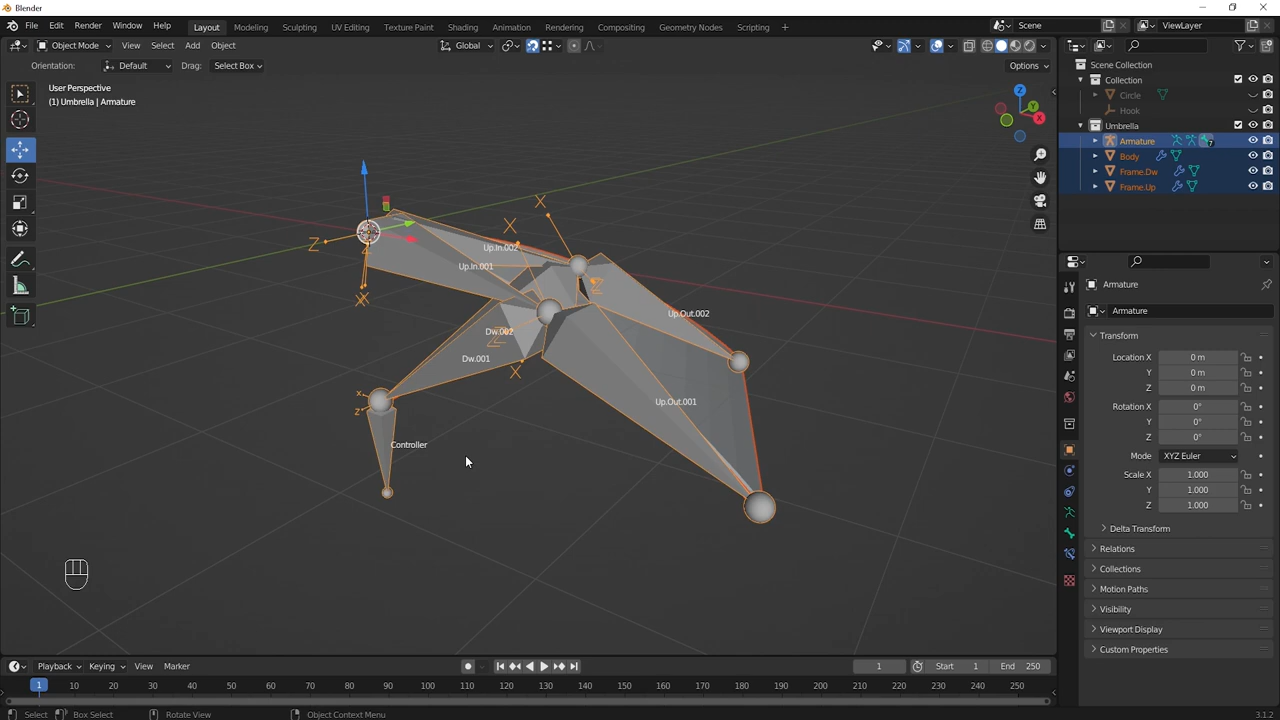 Blender
File Edit Render Window Help
Layout Modeling Sculpting UV Editing Texture Paint Shading Animation Rendering Compositing Geometry Nodes Scripting +
Scene
ViewLayer
Object Mode View Select Add Object
Global
Orientation: Default Drag: Select Box
Options
User Perspective
(1) Umbrella | Armature
Z
Y
X
X
X
Z
X
Z
Z
X
x
z
Up.In.002
Up.In.001
Up.Out.002
Dw.002
Dw.001
Up.Out.001
Controller
Scene Collection
Collection
Circle
Hook
Umbrella
Armature 7
Body
Frame.Dw
Frame.Up
Armature
Armature
Transform
Location X 0 m
Y 0 m
Z 0 m
Rotation X 0°
Y 0°
Z 0°
Mode XYZ Euler
Scale X 1.000
Y 1.000
Z 1.000
Delta Transform
Relations
Collections
Motion Paths
Visibility
Viewport Display
Custom Properties
Playback Keying View Marker
1 Start 1 End 250
1 10 20 30 40 50 60 70 80 90 100 110 120 130 140 150 160 170 180 190 200 210 220 230 240 250
Select Box Select Rotate View Object Context Menu 3.1.2